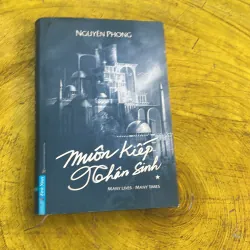 NGUYÊN PHONG
Muôn Kiếp
Nhân Sinh
MANY LIVES - MANY TIMES